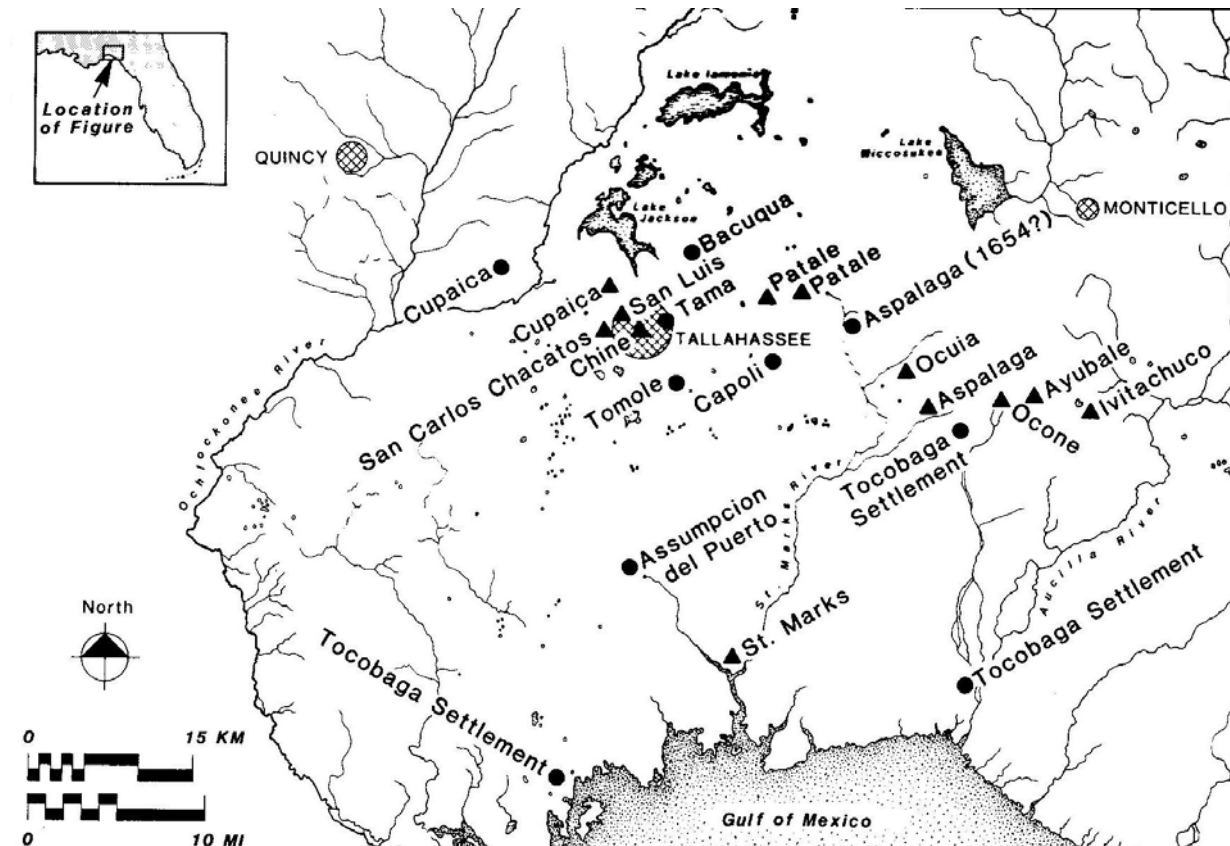 Location
of Figure
QUINCY
Lake Iamonia
Lake
Miccosukee
MONTICELLO
Lake
Jackson
Bacuqua
Cupaica
Cupaica
San Luis
Tama
Patale
Patale
Aspalaga (1654?)
San Carlos Chacatos
Chine
TALLAHASSEE
Ochlockonee River
Tomole
Capoli
Ocuia
Aspalaga
Ocone
Ayubale
Ivitachuco
Tocobaga
Settlement
Assumpcion
del Puerto
St. Marks River
Aucilla River
North
St. Marks
Tocobaga Settlement
Tocobaga Settlement
0 15 KM
0 10 MI
Gulf of Mexico